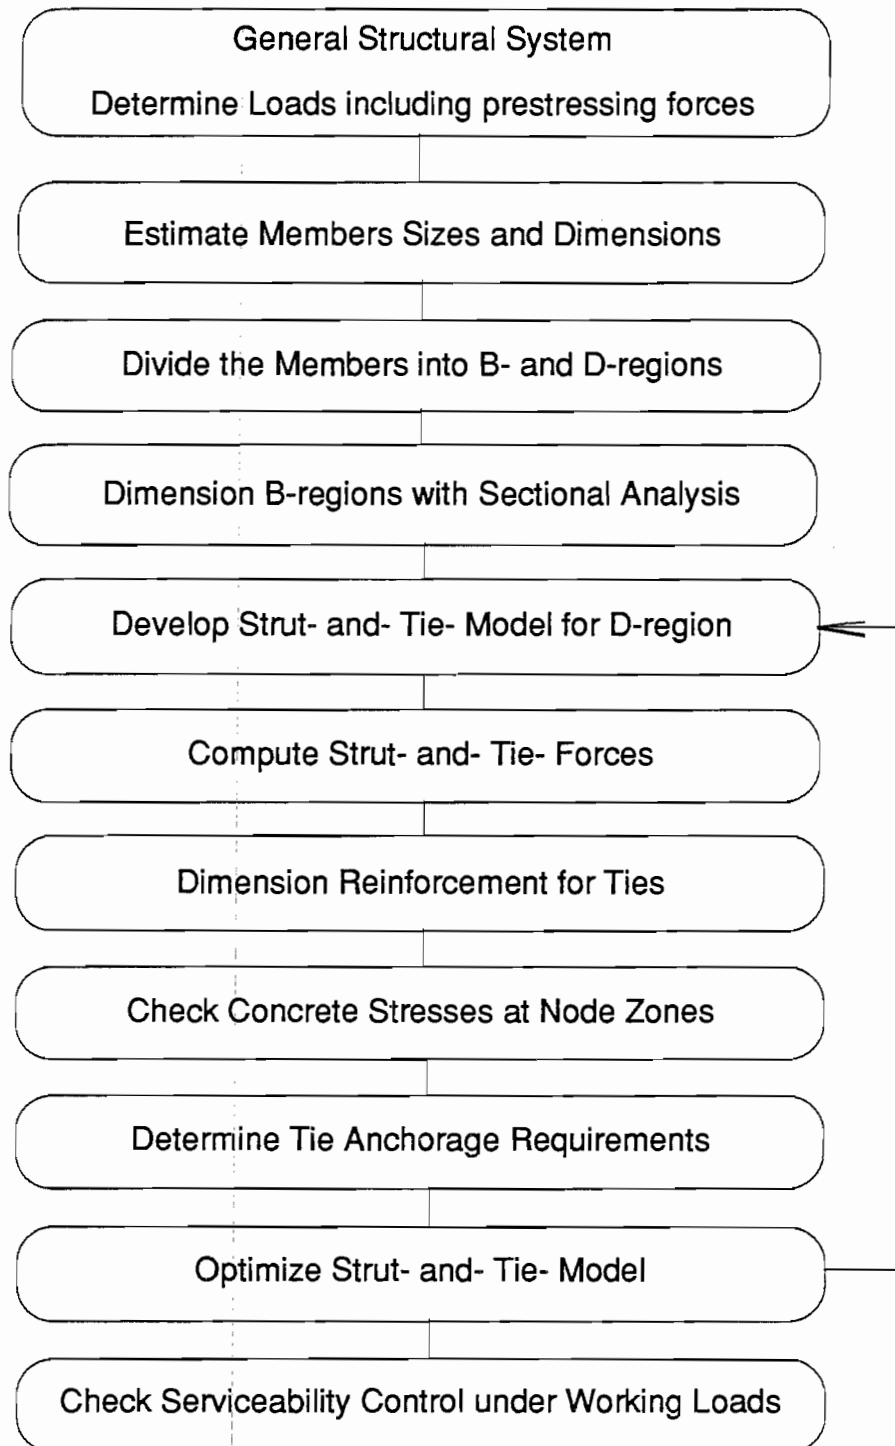 General Structural System
Determine Loads including prestressing forces
Estimate Members Sizes and Dimensions
Divide the Members into B- and D-regions
Dimension B-regions with Sectional Analysis
Develop Strut- and- Tie- Model for D-region
Compute Strut- and- Tie- Forces
Dimension Reinforcement for Ties
Check Concrete Stresses at Node Zones
Determine Tie Anchorage Requirements
Optimize Strut- and- Tie- Model
Check Serviceability Control under Working Loads